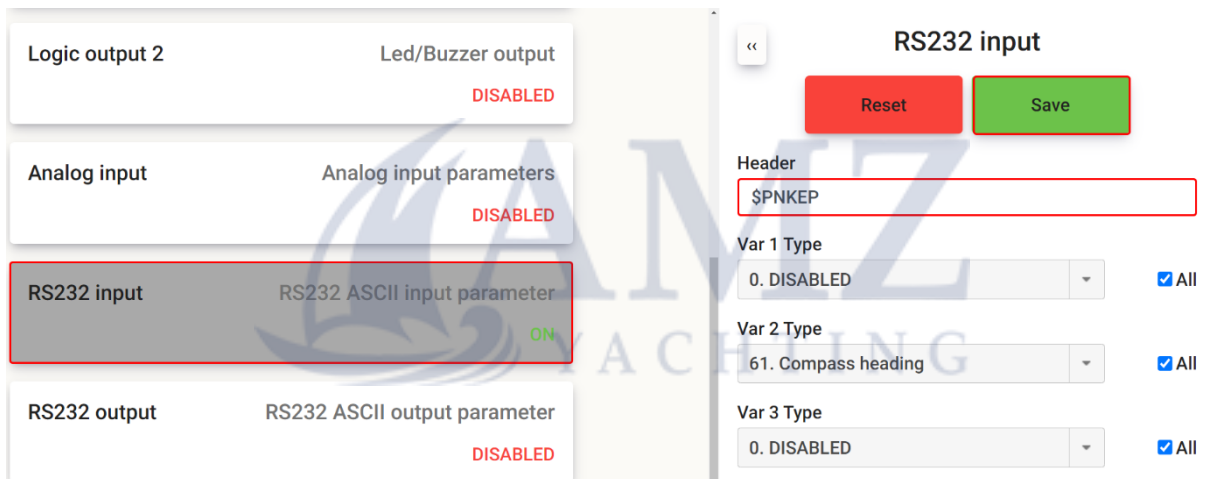 Logic output 2 Led/Buzzer output
DISABLED
Analog input Analog input parameters
DISABLED
RS232 input RS232 ASCII input parameter
ON
RS232 output RS232 ASCII output parameter
DISABLED
‹‹ RS232 input
Reset Save
Header
$PNKEP
Var 1 Type
0. DISABLED All
Var 2 Type
61. Compass heading All
Var 3 Type
0. DISABLED All
AMZ
YACHTING